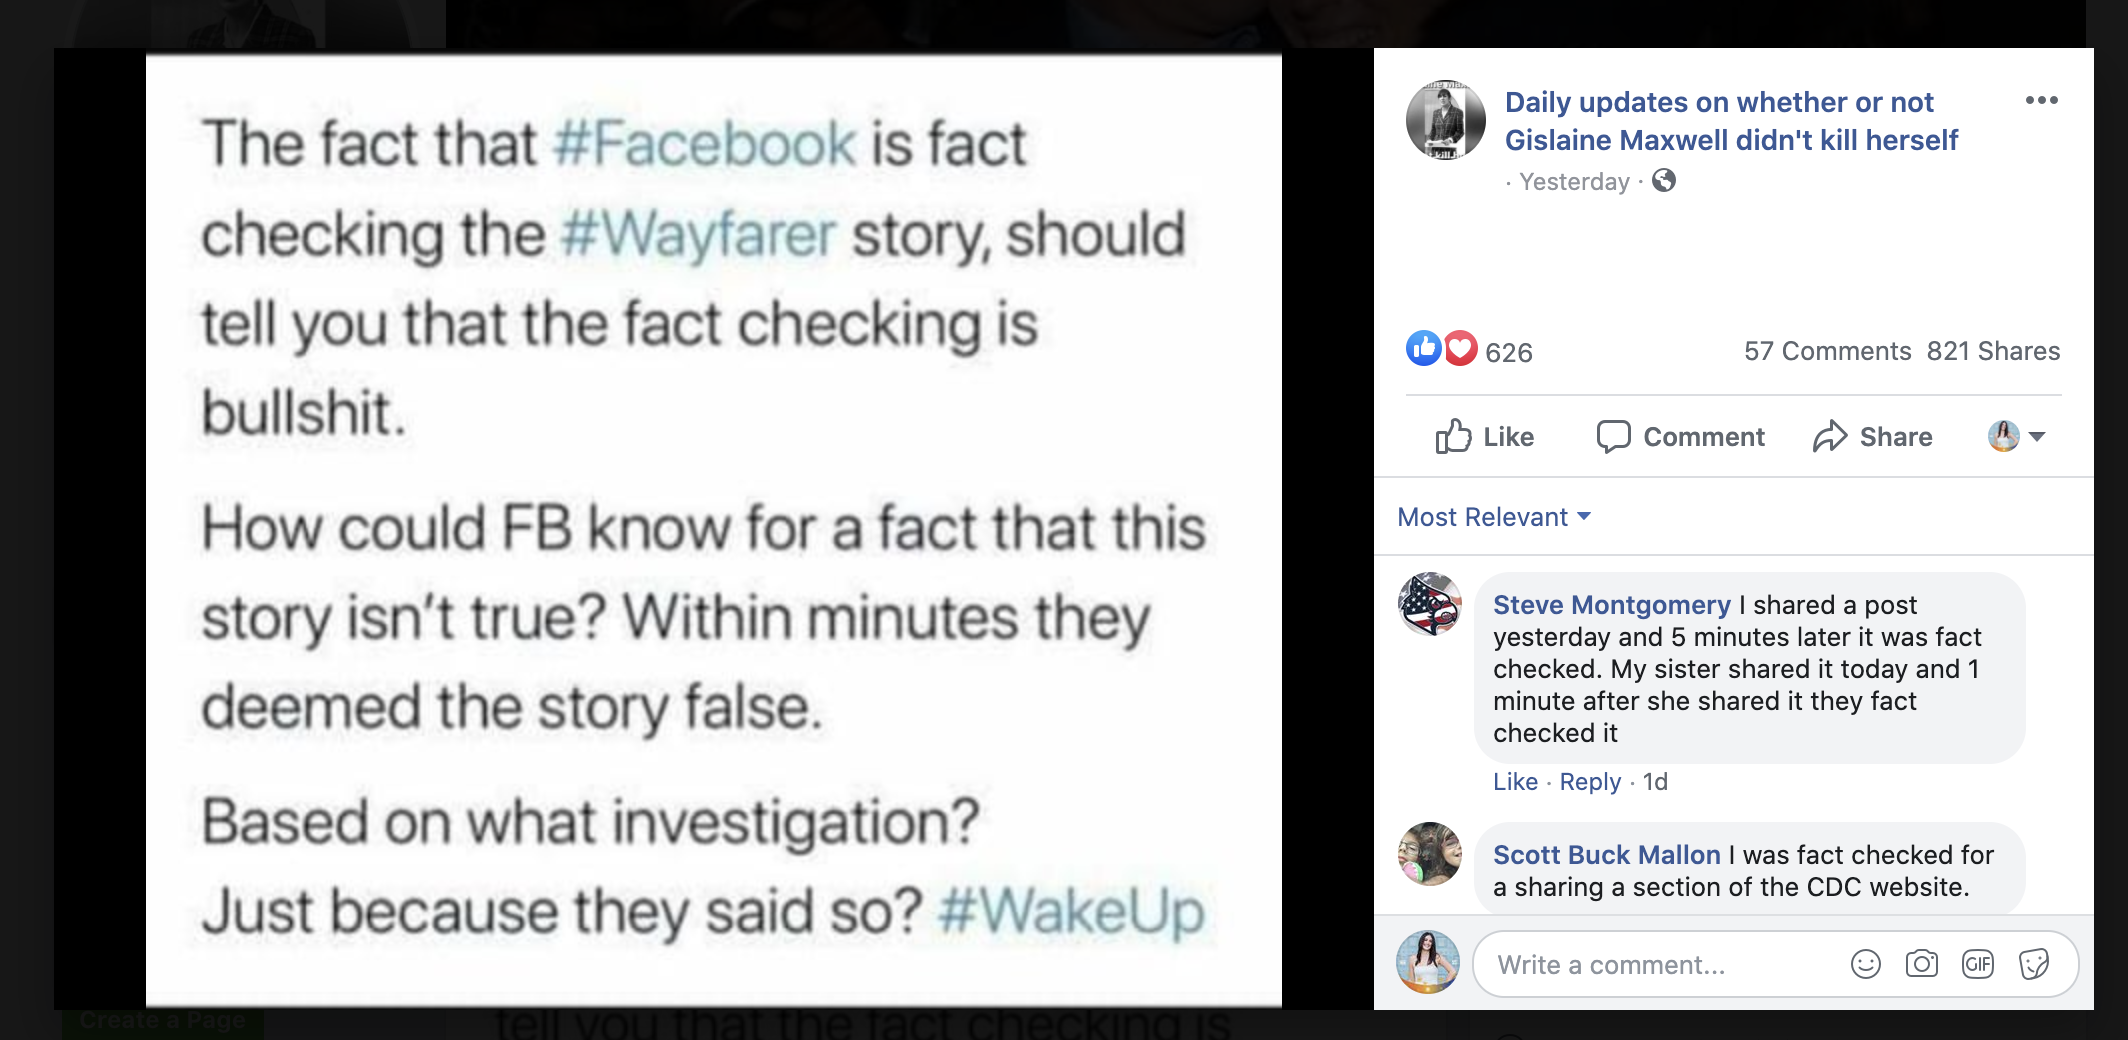 The fact that #Facebook is fact
checking the #Wayfarer story, should
tell you that the fact checking is
bullshit.
How could FB know for a fact that this
story isn't true? Within minutes they
deemed the story false.
Based on what investigation?
Just because they said so? #WakeUp
Daily updates on whether or not
Gislaine Maxwell didn't kill herself
· Yesterday ·
626
57 Comments 821 Shares
Like Comment Share
Most Relevant
Steve Montgomery I shared a post
yesterday and 5 minutes later it was fact
checked. My sister shared it today and 1
minute after she shared it they fact
checked it
Like · Reply · 1d
Scott Buck Mallon I was fact checked for
a sharing a section of the CDC website.
Write a comment...
GIF
Create a Page
tell you that the fact checking is